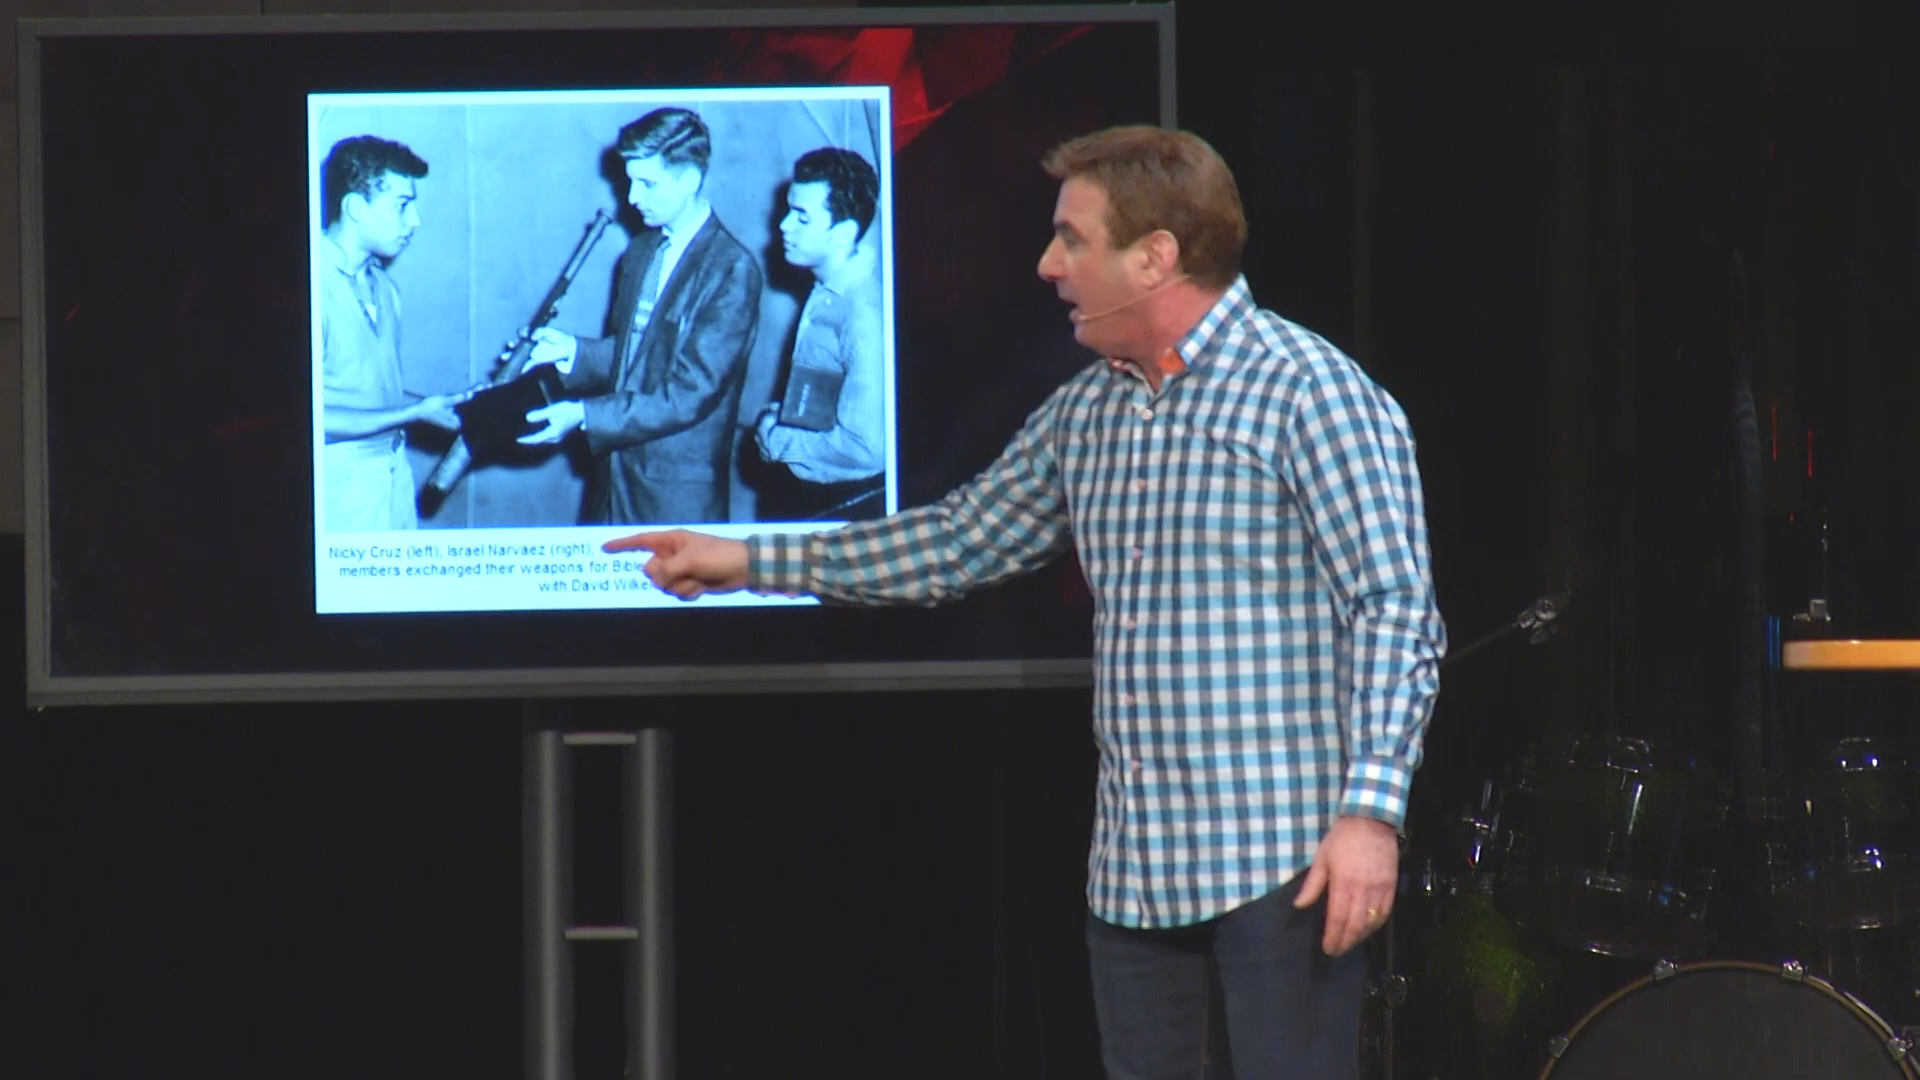 Nicky Cruz (left), Israel Narvaez (right),
members exchanged their weapons for Bible
with David Wilke